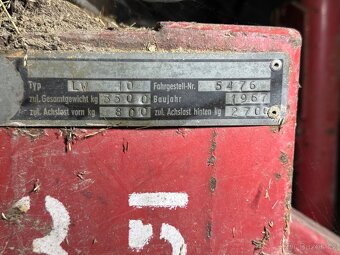 Typ LW 10 Fahrgestell-Nr. 5476
zul. Gesamtgewicht kg 3500 Baujahr 1967
zul. Achslast vorn kg 800 zul. Achslast hinten kg 2700